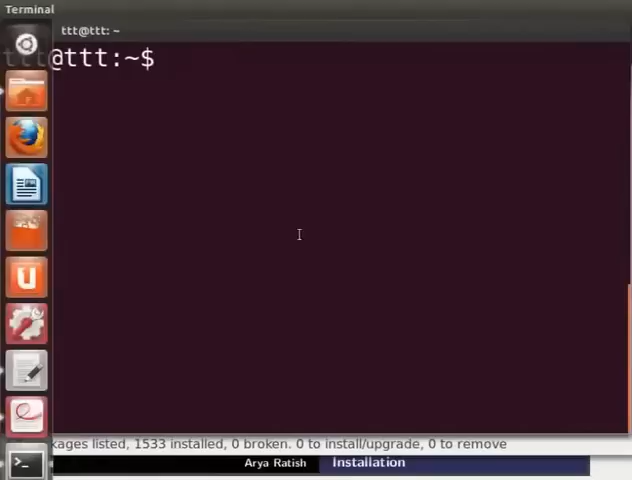 Terminal
ttt@ttt: ~
ttt@ttt:~$
kages listed, 1533 installed, 0 broken. 0 to install/upgrade, 0 to remove
Arya Ratish
Installation